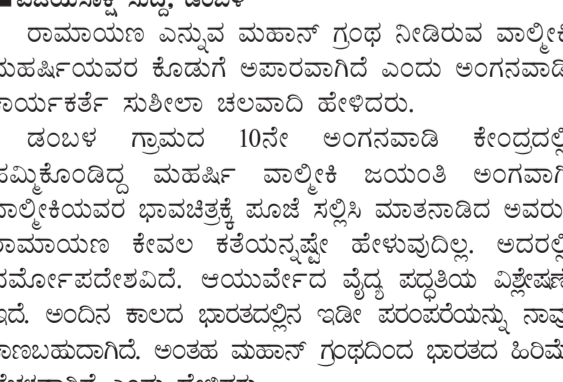 ರಾಮಾಯಣ ಎನ್ನುವ ಮಹಾನ್ ಗ್ರಂಥ ನೀಡಿರುವ ವಾಲ್ಮೀಕಿ
ಮಹರ್ಷಿಯವರ ಕೊಡುಗೆ ಅಪಾರವಾಗಿದೆ ಎಂದು ಅಂಗನವಾಡಿ
ಕಾರ್ಯಕರ್ತೆ ಸುಶೀಲಾ ಚಲವಾದಿ ಹೇಳಿದರು.
ಡಂಬಳ ಗ್ರಾಮದ 10ನೇ ಅಂಗನವಾಡಿ ಕೇಂದ್ರದಲ್ಲಿ
ಹಮ್ಮಿಕೊಂಡಿದ್ದ ಮಹರ್ಷಿ ವಾಲ್ಮೀಕಿ ಜಯಂತಿ ಅಂಗವಾಗಿ
ವಾಲ್ಮೀಕಿಯವರ ಭಾವಚಿತ್ರಕ್ಕೆ ಪೂಜೆ ಸಲ್ಲಿಸಿ ಮಾತನಾಡಿದ ಅವರು
ರಾಮಾಯಣ ಕೇವಲ ಕತೆಯನ್ನಷ್ಟೇ ಹೇಳುವುದಿಲ್ಲ. ಅದರಲ್ಲಿ
ಧರ್ಮೋಪದೇಶವಿದೆ. ಆಯುರ್ವೇದ ವೈದ್ಯ ಪದ್ಧತಿಯ ವಿಶ್ಲೇಷಣೆ
ಇದೆ. ಅಂದಿನ ಕಾಲದ ಭಾರತದಲ್ಲಿನ ಇಡೀ ಪರಂಪರೆಯನ್ನು ನಾವು
ಕಾಣಬಹುದಾಗಿದೆ. ಅಂತಹ ಮಹಾನ್ ಗ್ರಂಥದಿಂದ ಭಾರತದ ಹಿರಿಮೆ